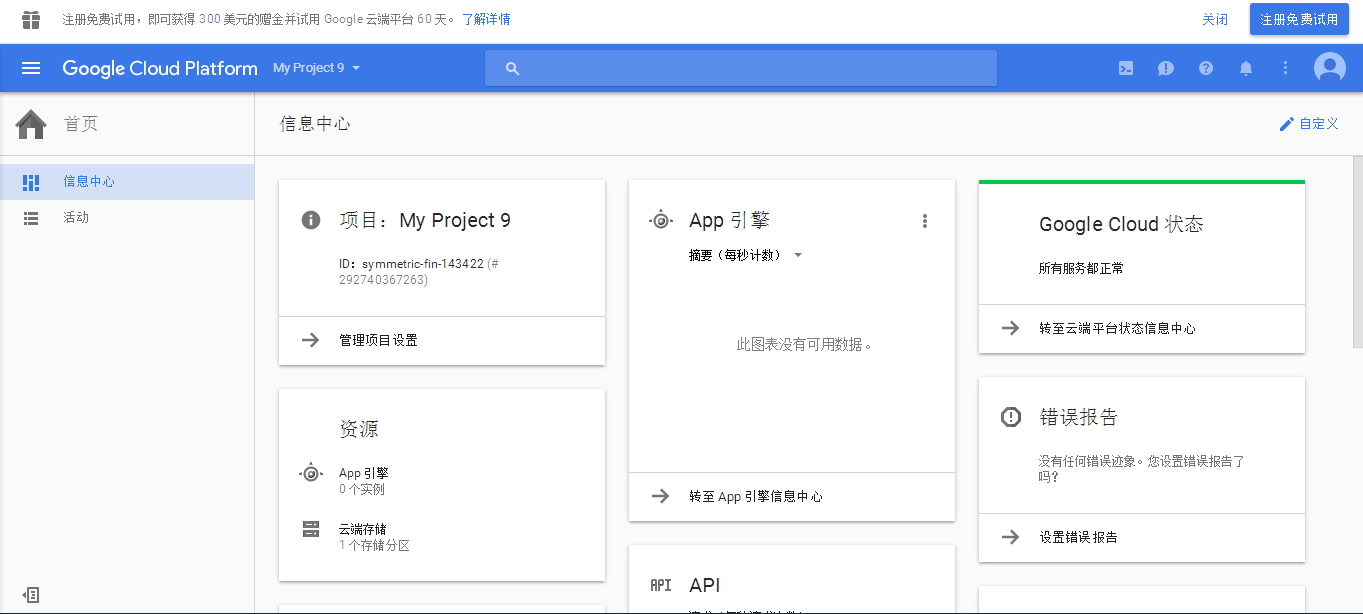 注册免费试用，即可获得 300 美元的赠金并试用 Google 云端平台 60 天。 了解详情
关闭
注册免费试用
Google Cloud Platform
My Project 9
首页
信息中心
自定义
信息中心
活动
项目：My Project 9
ID：symmetric-fin-143422 (#
292740367263)
管理项目设置
资源
App 引擎
0 个实例
云端存储
1 个存储分区
App 引擎
摘要（每秒计数）
此图表没有可用数据。
转至 App 引擎信息中心
API
API
Google Cloud 状态
所有服务都正常
转至云端平台状态信息中心
错误报告
没有任何错误迹象。您设置错误报告了
吗？
设置错误报告